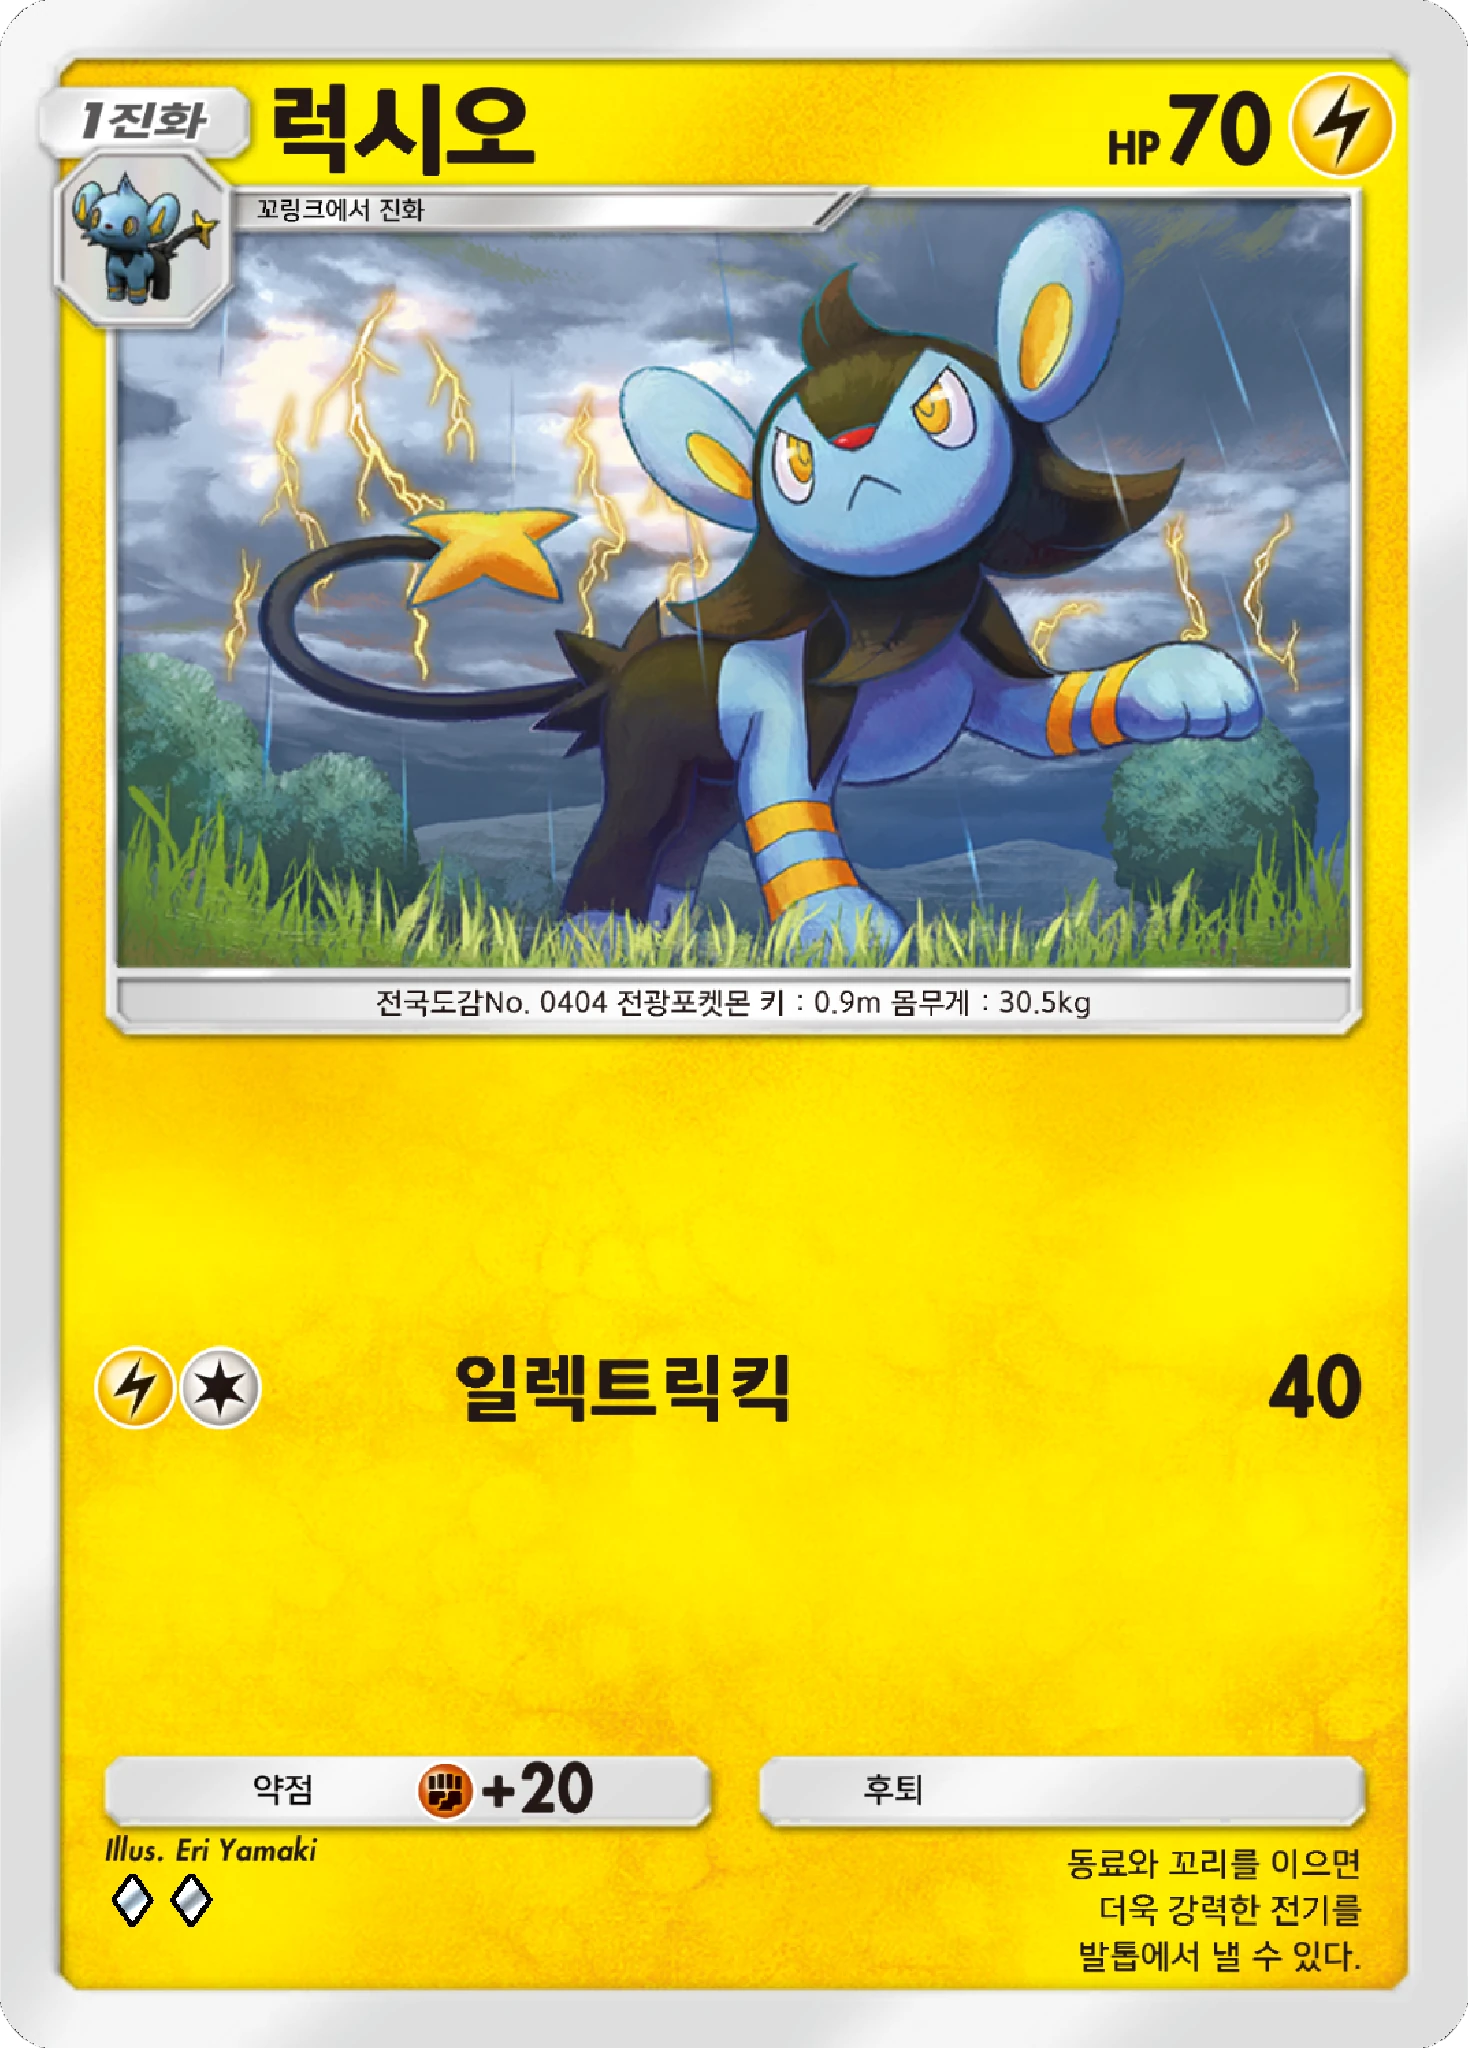 1진화
럭시오
HP 70
꼬링크에서 진화
전국도감No. 0404 전광포켓몬 키 : 0.9m 몸무게 : 30.5kg
일렉트릭킥 40
약점 +20 후퇴
Illus. Eri Yamaki
동료와 꼬리를 이으면
더욱 강력한 전기를
발톱에서 낼 수 있다.